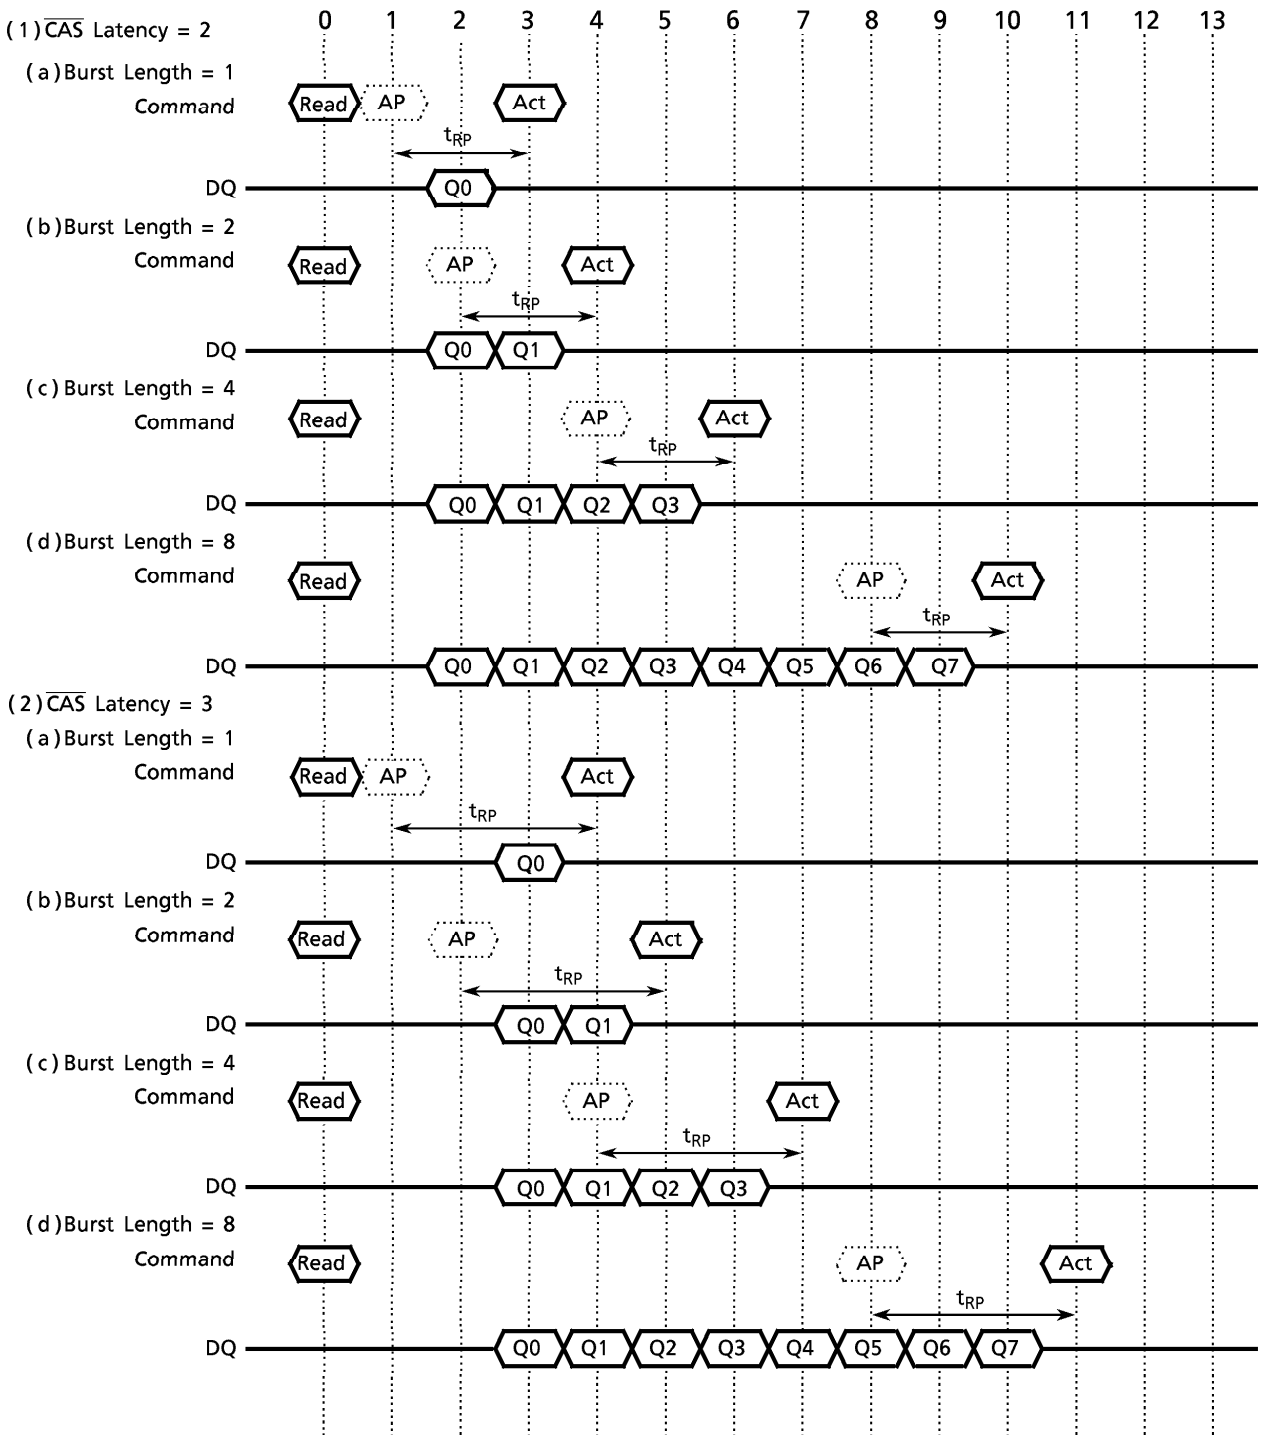 0 1 2 3 4 5 6 7 8 9 10 11 12 13
(1) CAS Latency = 2
(a) Burst Length = 1
Command Read AP Act
tRP
DQ Q0
(b) Burst Length = 2
Command Read AP Act
tRP
DQ Q0 Q1
(c) Burst Length = 4
Command Read AP Act
tRP
DQ Q0 Q1 Q2 Q3
(d) Burst Length = 8
Command Read AP Act
tRP
DQ Q0 Q1 Q2 Q3 Q4 Q5 Q6 Q7
(2) CAS Latency = 3
(a) Burst Length = 1
Command Read AP Act
tRP
DQ Q0
(b) Burst Length = 2
Command Read AP Act
tRP
DQ Q0 Q1
(c) Burst Length = 4
Command Read AP Act
tRP
DQ Q0 Q1 Q2 Q3
(d) Burst Length = 8
Command Read AP Act
tRP
DQ Q0 Q1 Q2 Q3 Q4 Q5 Q6 Q7